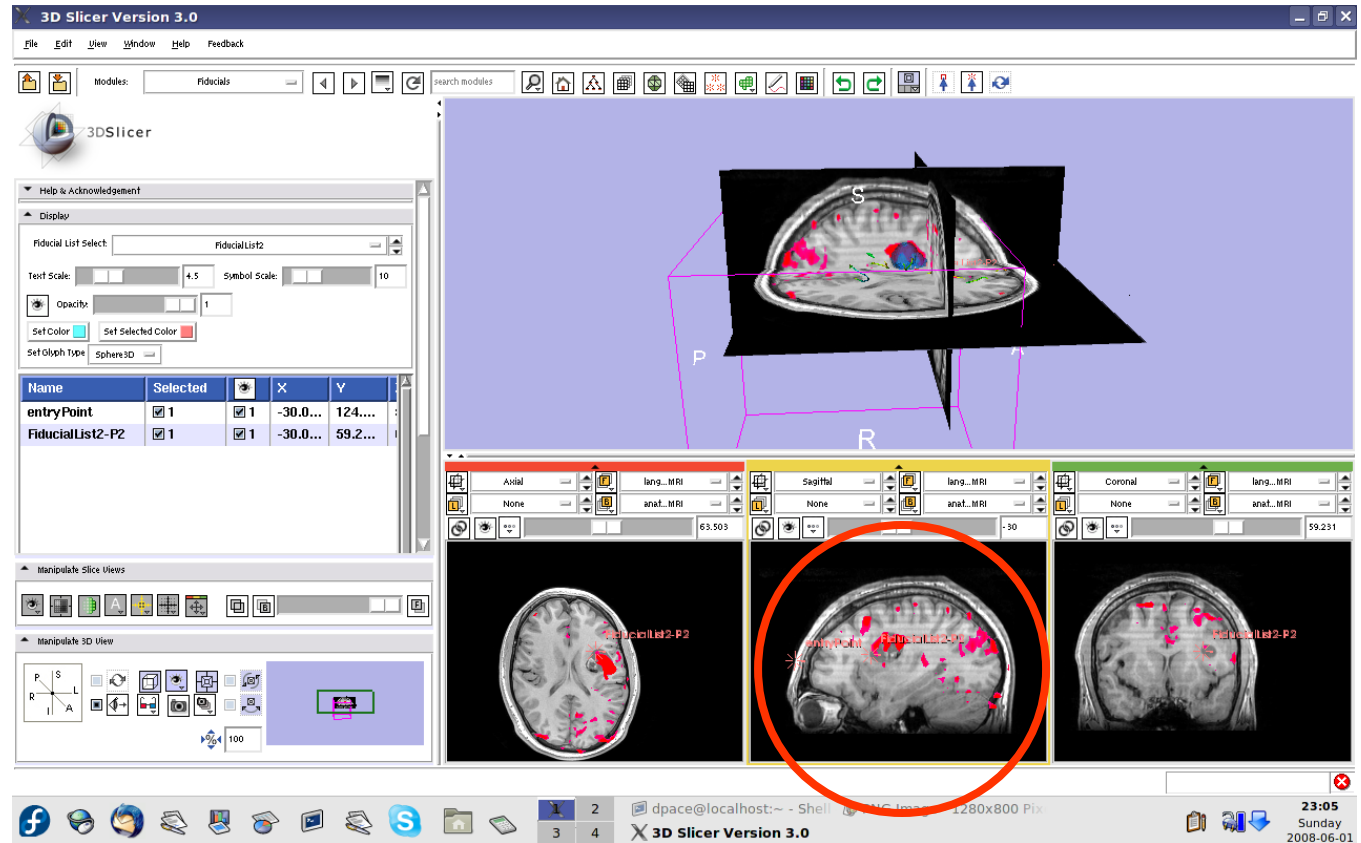 3D Slicer Version 3.0
File Edit View Window Help Feedback
Modules: Fiducials search modules
3DSlicer
Help & Acknowledgement
Display
Fiducial List Select: FiducialList2
Text Scale: 4.5 Symbol Scale: 10
Opacity: 1
Set Color Set Selected Color
Set Glyph Type Sphere3D
Name Selected X Y
entryPoint 1 1 -30.0... 124....
FiducialList2-P2 1 1 -30.0... 59.2...
S
P
A
R
Axial F lang...MRI
L None B anat...MRI
63.503
Sagittal F lang...MRI
L None B anat...MRI
-30
Coronal F lang...MRI
L None B anat...MRI
59.231
FiducialList2-P2
entryPoint
FiducialList2-P2
Manipulate Slice Views
A B F
Manipulate 3D View
P S
R L
I A
% 100
1 2
3 4
dpace@localhost:~ - Shell
1280x800 Pix
3D Slicer Version 3.0
23:05
Sunday
2008-06-01